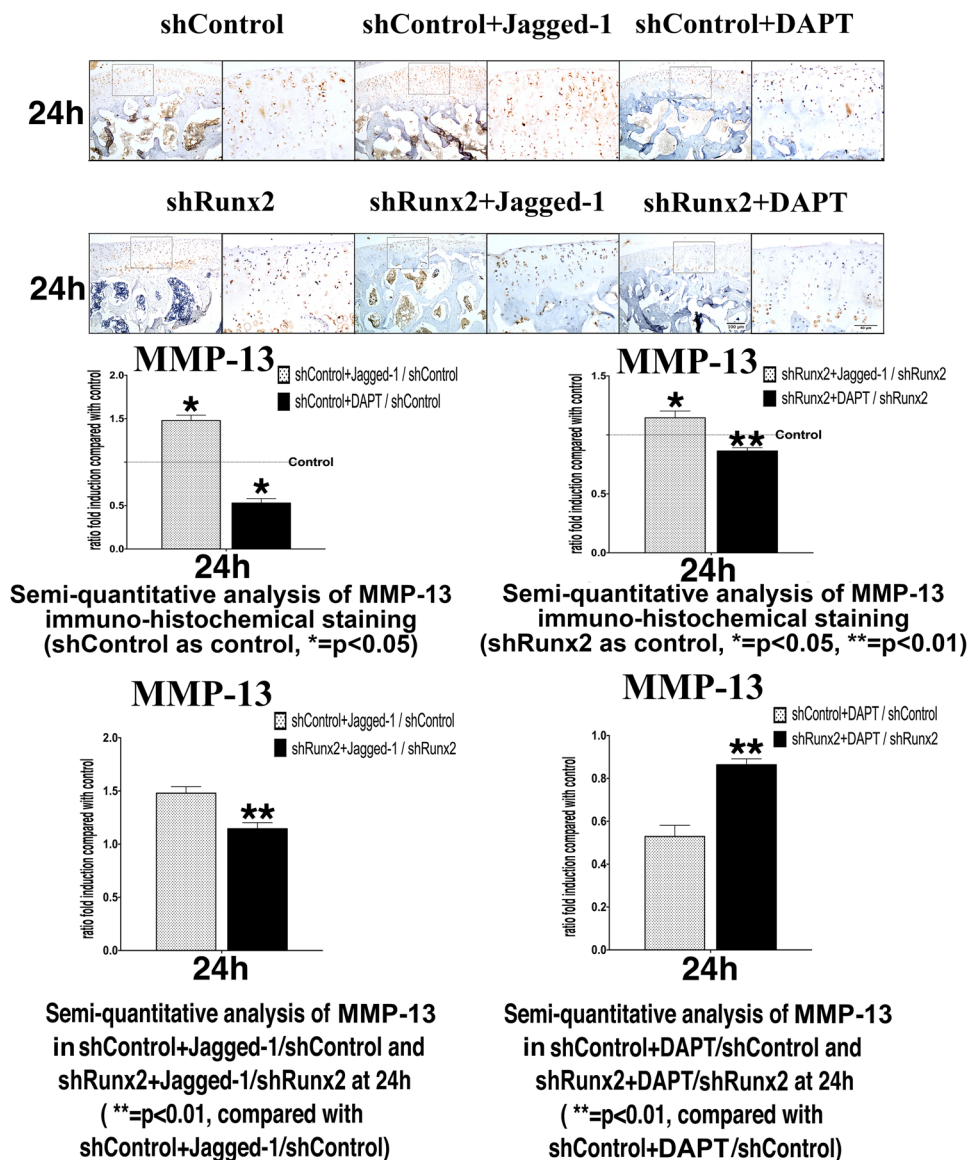 shControl shControl+Jagged-1 shControl+DAPT
24h
shRunx2 shRunx2+Jagged-1 shRunx2+DAPT
24h
100 μm
40 μm
MMP-13
shControl+Jagged-1 / shControl
shControl+DAPT / shControl
ratio fold induction compared with control
2.0
1.5
1.0
0.5
0.0
*
*
Control
24h
Semi-quantitative analysis of MMP-13
immuno-histochemical staining
(shControl as control, *=p<0.05)
MMP-13
shRunx2+Jagged-1 / shRunx2
shRunx2+DAPT / shRunx2
ratio fold induction compared with control
1.5
1.0
0.5
0.0
*
**
Control
24h
Semi-quantitative analysis of MMP-13
immuno-histochemical staining
(shRunx2 as control, *=p<0.05, **=p<0.01)
MMP-13
shControl+Jagged-1 / shControl
shRunx2+Jagged-1 / shRunx2
ratio fold induction compared with control
2.0
1.5
1.0
0.5
0.0
**
24h
Semi-quantitative analysis of MMP-13
in shControl+Jagged-1/shControl and
shRunx2+Jagged-1/shRunx2 at 24h
( **=p<0.01, compared with
shControl+Jagged-1/shControl)
MMP-13
shControl+DAPT / shControl
shRunx2+DAPT / shRunx2
ratio fold induction compared with control
1.0
0.8
0.6
0.4
0.2
0.0
**
24h
Semi-quantitative analysis of MMP-13
in shControl+DAPT/shControl and
shRunx2+DAPT/shRunx2 at 24h
( **=p<0.01, compared with
shControl+DAPT/shControl)